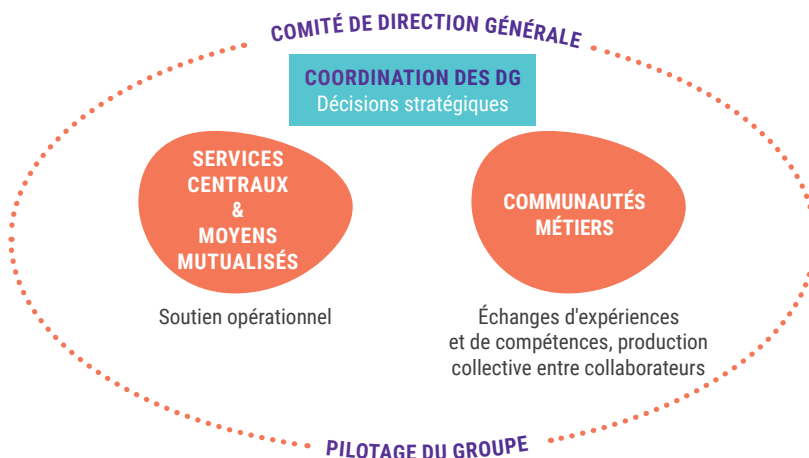 COMITÉ DE DIRECTION GÉNÉRALE
COORDINATION DES DG
Décisions stratégiques
SERVICES
CENTRAUX
&
MOYENS
MUTUALISÉS
Soutien opérationnel
COMMUNAUTÉS
MÉTIERS
Échanges d'expériences
et de compétences, production
collective entre collaborateurs
PILOTAGE DU GROUPE